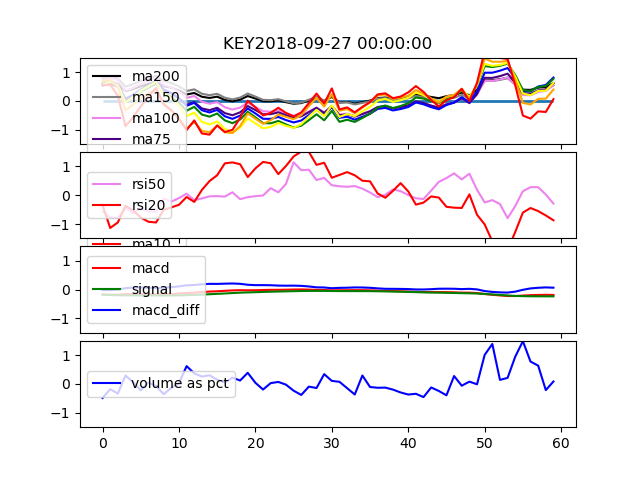 KEY2018-09-27 00:00:00
1
0
−1
ma200
ma150
ma100
ma75
1
0
−1
rsi50
rsi20
ma10
1
0
−1
macd
signal
macd_diff
1
0
−1
volume as pct
0 10 20 30 40 50 60